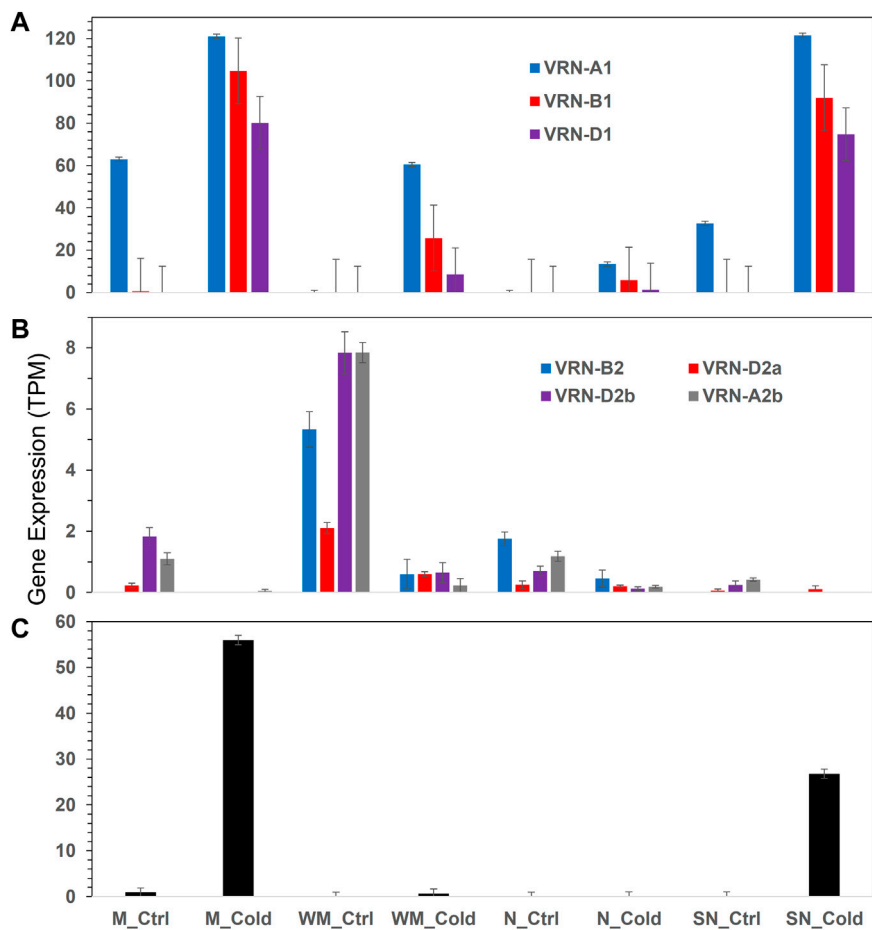 A
120
100
80
60
40
20
0
VRN-A1
VRN-B1
VRN-D1
B
8
6
4
2
0
VRN-B2 VRN-D2a
VRN-D2b VRN-A2b
Gene Expression (TPM)
C
60
50
40
30
20
10
0
M_Ctrl M_Cold WM_Ctrl WM_Cold N_Ctrl N_Cold SN_Ctrl SN_Cold